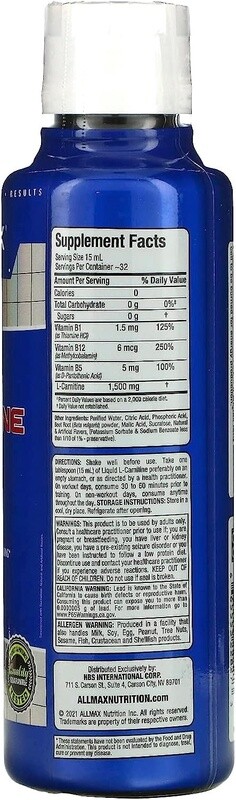 • RESULTS
X
Supplement Facts
Serving Size 15 mL
Servings Per Container ~32
Amount Per Serving % Daily Value
Calories 0
Total Carbohydrate 0 g 0%*
Sugars 0 g †
Vitamin B1 1.5 mg 125%
(as Thiamine HCl)
Vitamin B12 6 mcg 250%
(as Methylcobalamin)
Vitamin B5 5 mg 100%
(as D-Pantothenic Acid)
L-Carnitine 1,500 mg †
*Percent Daily Values are based on a 2,000 calorie diet.
†Daily Value not established.
Other Ingredients: Purified Water, Citric Acid, Phosphoric Acid,
Beet Root (Beta vulgaris) powder, Malic Acid, Sucralose, Natural
& Artificial Flavors, Potassium Sorbate & Sodium Benzoate (less
than 1/10 of 1% - preservative).
DIRECTIONS: Shake well before use. Take one
tablespoon (15 mL) of Liquid L-Carnitine preferably on an
empty stomach, or as directed by a health practitioner.
On workout days, consume 30 to 60 minutes prior to
training. On non-workout days, consume anytime
throughout the day. STORAGE INSTRUCTIONS: Store in a
cool, dry place. Refrigerate after opening.
WARNINGS: This product is to be used by adults only.
Consult a healthcare practitioner prior to use if: you are
pregnant or breastfeeding, you have liver or kidney
disease, you have a pre-existing seizure disorder or you
have been instructed to follow a low protein diet.
Discontinue use and contact your healthcare practitioner
if you experience adverse reactions. KEEP OUT OF
REACH OF CHILDREN. Do not use if seal is broken.
CALIFORNIA WARNING: Lead is known to the State of
California to cause birth defects or reproductive harm.
Consuming this product can expose you to more than
0.0000005 g of lead. For more information go to
www.P65Warnings.ca.gov.
ALLERGEN WARNING: Produced in a facility that
also handles Milk, Soy, Egg, Peanut, Tree Nuts,
Sesame, Fish, Crustacean and Shellfish products.
Distributed Exclusively by:
HBS INTERNATIONAL CORP.
711 S. Carson St., Suite 4, Carson City, NV 89701
ALLMAXNUTRITION.COM
© 2021 ALLMAX Nutrition Inc. All rights reserved.
Trademarks are property of their respective owners.
*These statements have not been evaluated by the Food and Drug
Administration. This product is not intended to diagnose, treat,
cure or prevent any disease.